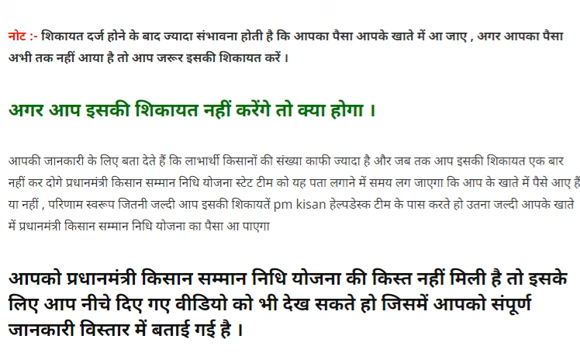 नोट :- शिकायत दर्ज होने के बाद ज्यादा संभावना होती है कि आपका पैसा आपके खाते में आ जाए , अगर आपका पैसा
अभी तक नहीं आया है तो आप जरूर इसकी शिकायत करें ।
अगर आप इसकी शिकायत नहीं करेंगे तो क्या होगा ।
आपकी जानकारी के लिए बता देते हैं कि लाभार्थी किसानों की संख्या काफी ज्यादा है और जब तक आप इसकी शिकायत एक बार
नहीं कर दोगे प्रधानमंत्री किसान सम्मान निधि योजना स्टेट टीम को यह पता लगाने में समय लग जाएगा कि आप के खाते में पैसे आए हैं
या नहीं , परिणाम स्वरूप जितनी जल्दी आप इसकी शिकायतें pm kisan हेल्पडेस्क टीम के पास करते हो उतना जल्दी आपके खाते
में प्रधानमंत्री किसान सम्मान निधि योजना का पैसा आ पाएगा
आपको प्रधानमंत्री किसान सम्मान निधि योजना की किस्त नहीं मिली है तो इसके
लिए आप नीचे दिए गए वीडियो को भी देख सकते हो जिसमें आपको संपूर्ण
जानकारी विस्तार में बताई गई है ।